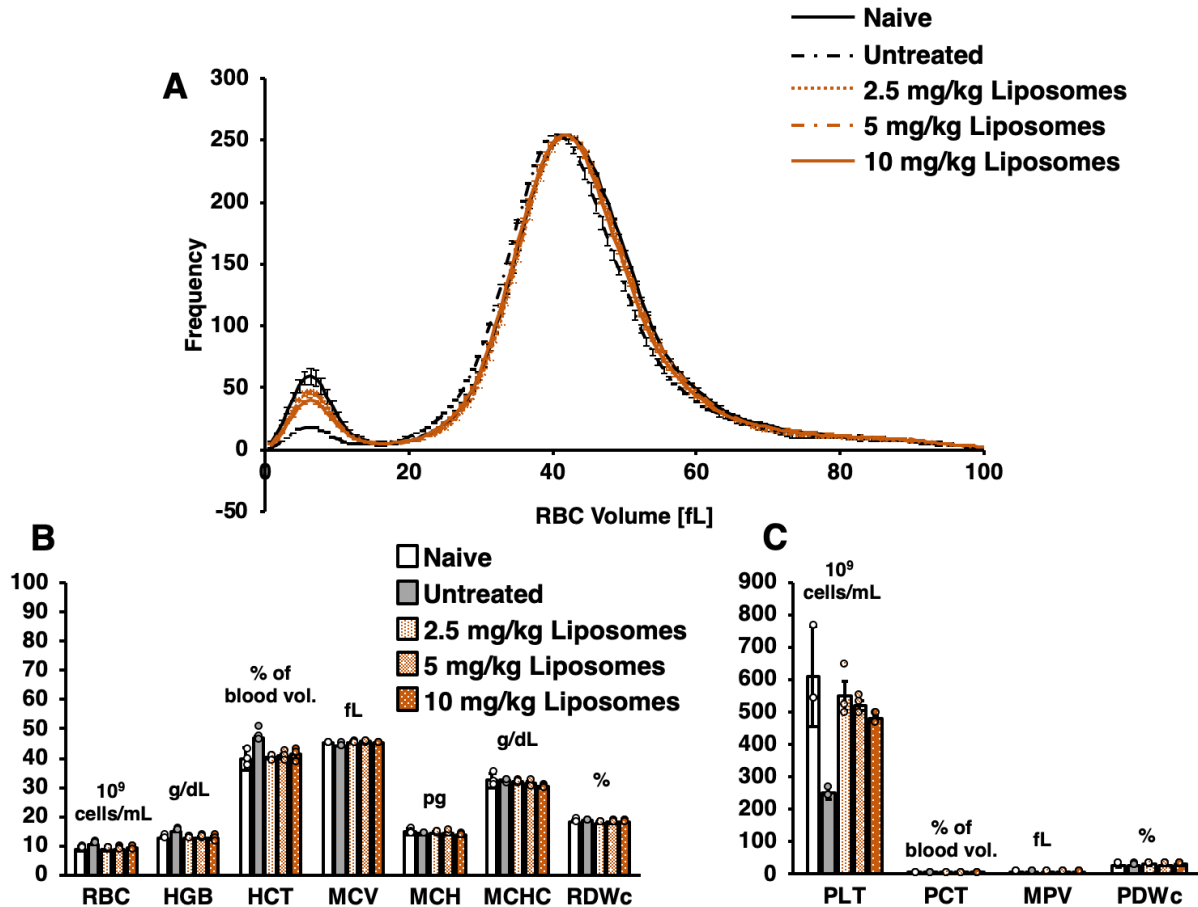 Naive
Untreated
2.5 mg/kg Liposomes
5 mg/kg Liposomes
10 mg/kg Liposomes
A
300
250
200
150
100
50
0
-50
Frequency
0 20 40 60 80 100
RBC Volume [fL]
B
Naive
Untreated
2.5 mg/kg Liposomes
5 mg/kg Liposomes
10 mg/kg Liposomes
100
90
80
70
60
50
40
30
20
10
0
10⁹
cells/mL
g/dL
% of
blood vol.
fL
pg
g/dL
%
RBC HGB HCT MCV MCH MCHC RDWc
C
900
800
700
600
500
400
300
200
100
0
10⁹
cells/mL
% of
blood vol.
fL
%
PLT PCT MPV PDWc